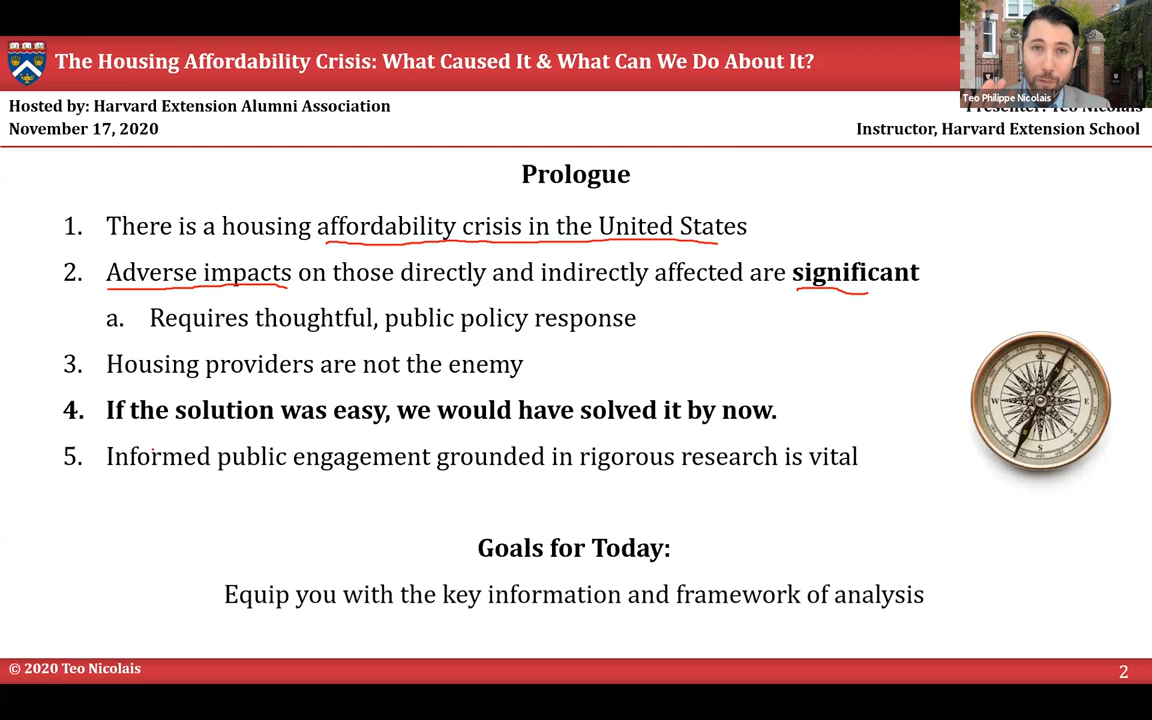 The Housing Affordability Crisis: What Caused It & What Can We Do About It?
Teo Philippe Nicolais
Hosted by: Harvard Extension Alumni Association
Presenter: Teo Nicolais
November 17, 2020
Instructor, Harvard Extension School
Prologue
1. There is a housing affordability crisis in the United States
2. Adverse impacts on those directly and indirectly affected are significant
a. Requires thoughtful, public policy response
3. Housing providers are not the enemy
4. If the solution was easy, we would have solved it by now.
5. Informed public engagement grounded in rigorous research is vital
N
W
E
S
Goals for Today:
Equip you with the key information and framework of analysis
© 2020 Teo Nicolais
2